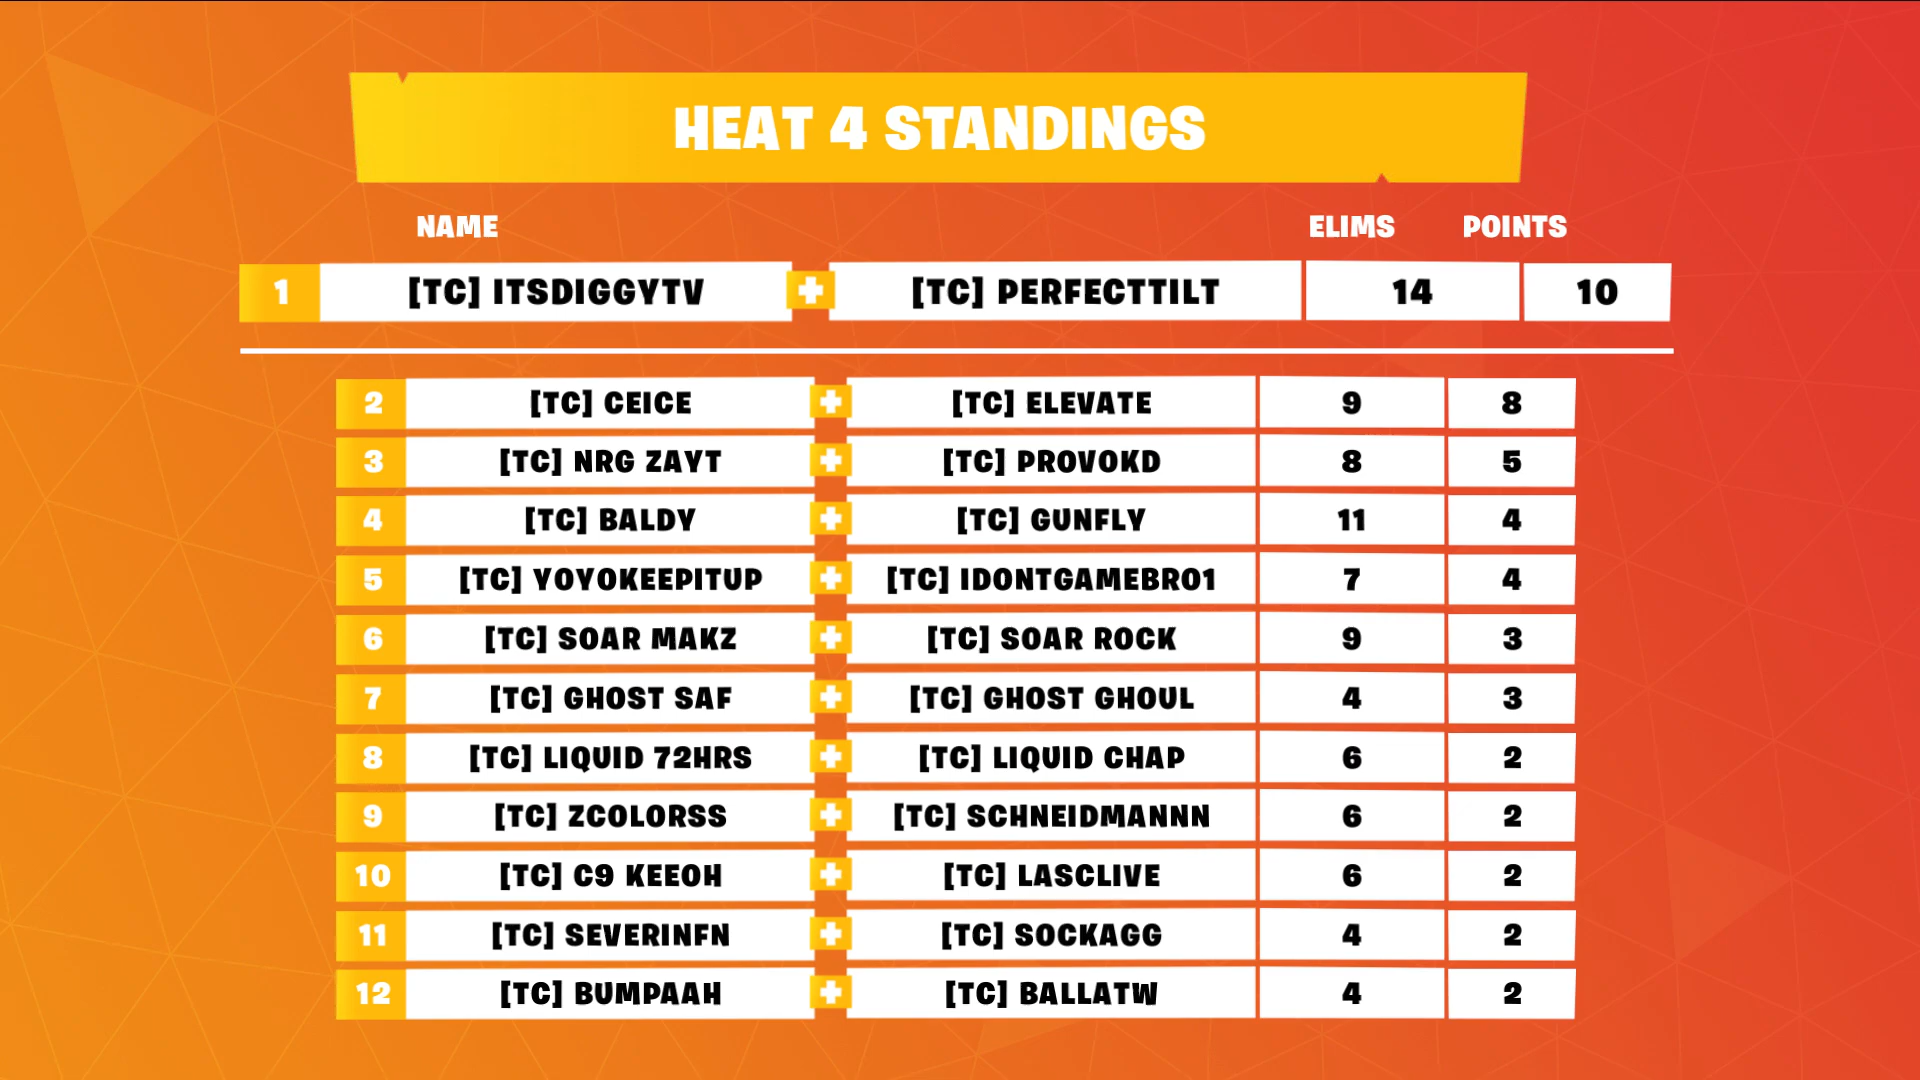 HEAT 4 STANDINGS
NAME ELIMS POINTS
1 [TC] ITSDIGGYTV + [TC] PERFECTTILT 14 10
2 [TC] CEICE + [TC] ELEVATE 9 8
3 [TC] NRG ZAYT + [TC] PROVOKD 8 5
4 [TC] BALDY + [TC] GUNFLY 11 4
5 [TC] YOYOKEEPITUP + [TC] IDONTGAMEBRO1 7 4
6 [TC] SOAR MAKZ + [TC] SOAR ROCK 9 3
7 [TC] GHOST SAF + [TC] GHOST GHOUL 4 3
8 [TC] LIQUID 72HRS + [TC] LIQUID CHAP 6 2
9 [TC] ZCOLORSS + [TC] SCHNEIDMANNN 6 2
10 [TC] C9 KEEOH + [TC] LASCLIVE 6 2
11 [TC] SEVERINFN + [TC] SOCKAGG 4 2
12 [TC] BUMPAAH + [TC] BALLATW 4 2